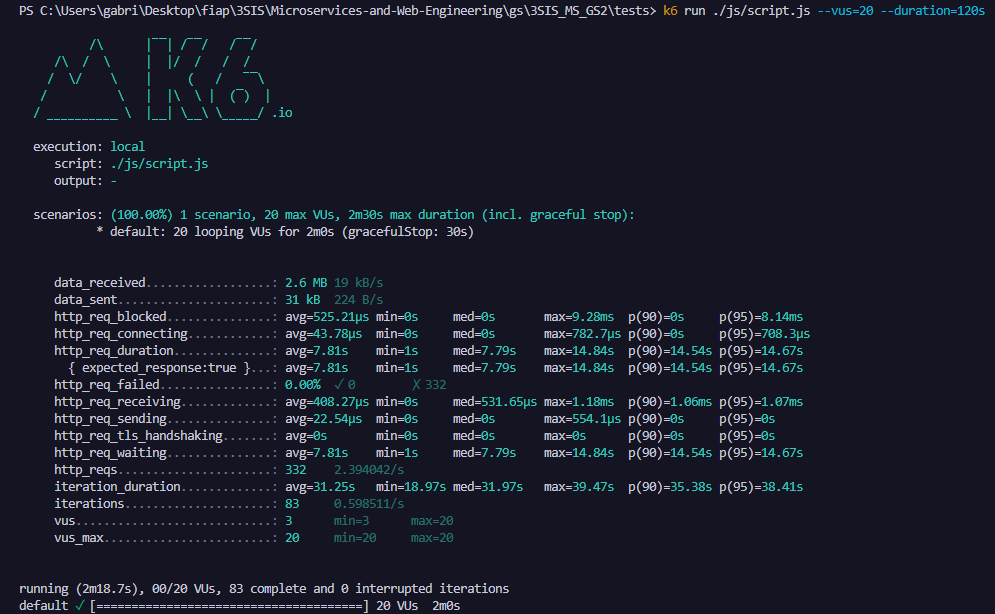 PS C:\Users\gabri\Desktop\fiap\3SIS\Microservices-and-Web-Engineering\gs\3SIS_MS_GS2\tests> k6 run ./js/script.js --vus=20 --duration=120s
.io
execution: local
script: ./js/script.js
output: -
scenarios: (100.00%) 1 scenario, 20 max VUs, 2m30s max duration (incl. graceful stop):
* default: 20 looping VUs for 2m0s (gracefulStop: 30s)
data_received..................: 2.6 MB 19 kB/s
data_sent......................: 31 kB 224 B/s
http_req_blocked...............: avg=525.21µs min=0s med=0s max=9.28ms p(90)=0s p(95)=8.14ms
http_req_connecting............: avg=43.78µs min=0s med=0s max=782.7µs p(90)=0s p(95)=708.3µs
http_req_duration..............: avg=7.81s min=1s med=7.79s max=14.84s p(90)=14.54s p(95)=14.67s
{ expected_response:true }...: avg=7.81s min=1s med=7.79s max=14.84s p(90)=14.54s p(95)=14.67s
http_req_failed................: 0.00% ✓ 0 ✗ 332
http_req_receiving.............: avg=408.27µs min=0s med=531.65µs max=1.18ms p(90)=1.06ms p(95)=1.07ms
http_req_sending...............: avg=22.54µs min=0s med=0s max=554.1µs p(90)=0s p(95)=0s
http_req_tls_handshaking.......: avg=0s min=0s med=0s max=0s p(90)=0s p(95)=0s
http_req_waiting...............: avg=7.81s min=1s med=7.79s max=14.84s p(90)=14.54s p(95)=14.67s
http_reqs......................: 332 2.394042/s
iteration_duration.............: avg=31.25s min=18.97s med=31.97s max=39.47s p(90)=35.38s p(95)=38.41s
iterations.....................: 83 0.598511/s
vus............................: 3 min=3 max=20
vus_max........................: 20 min=20 max=20
running (2m18.7s), 00/20 VUs, 83 complete and 0 interrupted iterations
default ✓ [======================================] 20 VUs 2m0s